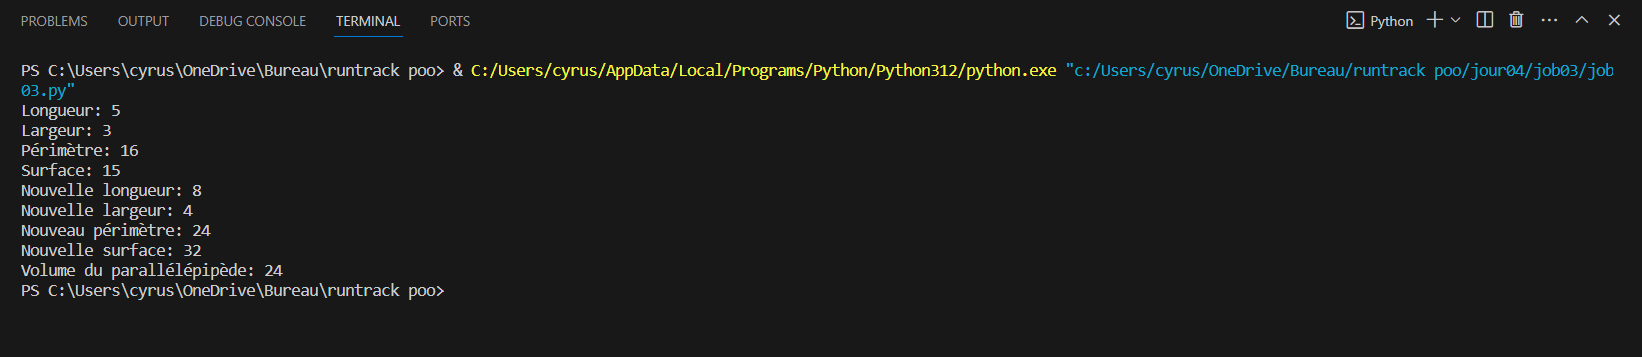 PROBLEMS OUTPUT DEBUG CONSOLE TERMINAL PORTS Python
PS C:\Users\cyrus\OneDrive\Bureau\runtrack poo> & C:/Users/cyrus/AppData/Local/Programs/Python/Python312/python.exe "c:/Users/cyrus/OneDrive/Bureau/runtrack poo/jour04/job03/job
03.py"
Longueur: 5
Largeur: 3
Périmètre: 16
Surface: 15
Nouvelle longueur: 8
Nouvelle largeur: 4
Nouveau périmètre: 24
Nouvelle surface: 32
Volume du parallélépipède: 24
PS C:\Users\cyrus\OneDrive\Bureau\runtrack poo>